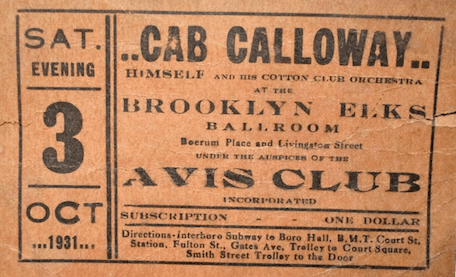 SAT.
EVENING
3
OCT
...1931...
..CAB CALLOWAY..
HIMSELF AND HIS COTTON CLUB ORCHESTRA
AT THE
BROOKLYN ELKS
BALLROOM
Boerum Place and Livingston Street
UNDER THE AUSPICES OF THE
AVIS CLUB
INCORPORATED
SUBSCRIPTION - - ONE DOLLAR
Directions-Interboro Subway to Boro Hall, B.M.T. Court St.
Station, Fulton St., Gates Ave, Trolley to Court Square,
Smith Street Trolley to the Door